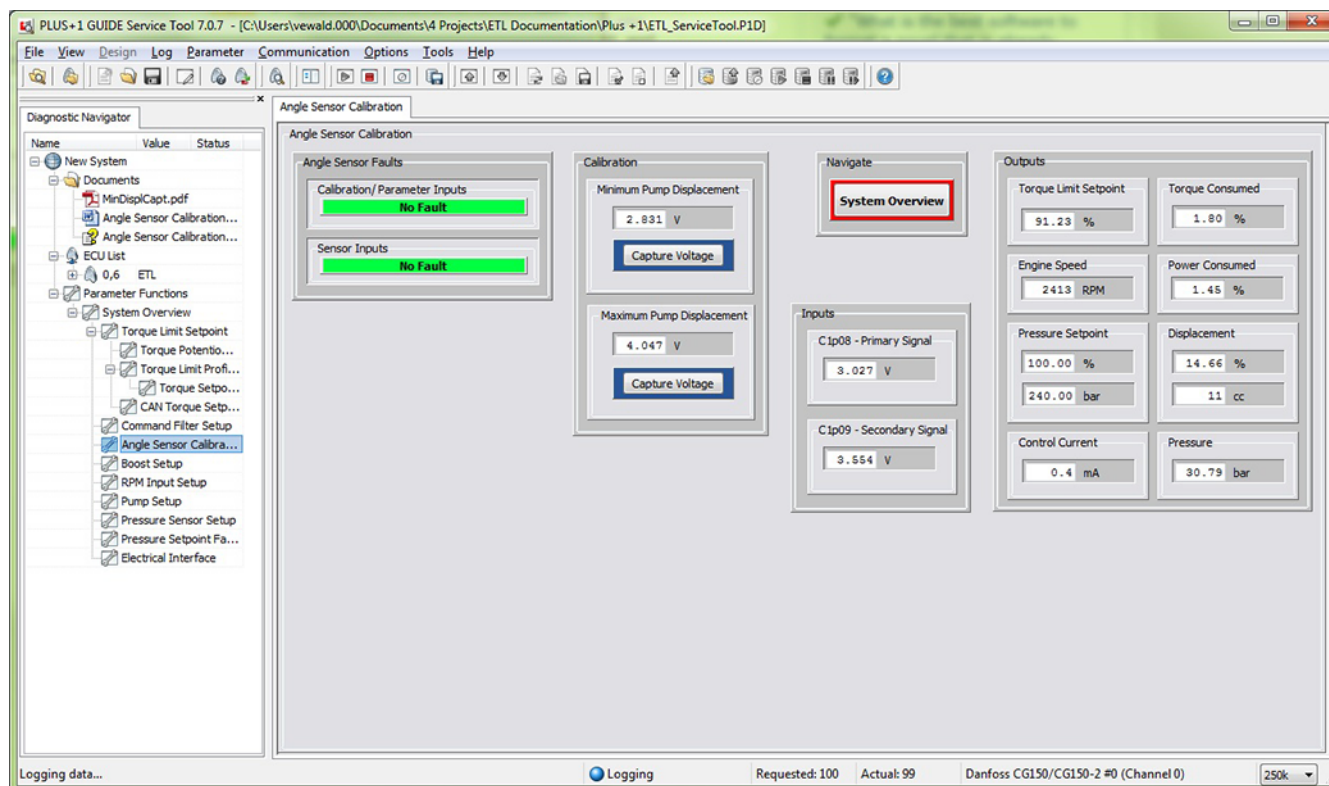 PLUS+1 GUIDE Service Tool 7.0.7 - [C:\Users\vewald.000\Documents\4 Projects\ETL Documentation\Plus +1\ETL_ServiceTool.P1D]
File View Design Log Parameter Communication Options Tools Help
Diagnostic Navigator
Name Value Status
New System
Documents
MinDisplCapt.pdf
Angle Sensor Calibration...
Angle Sensor Calibration...
ECU List
0,6 ETL
Parameter Functions
System Overview
Torque Limit Setpoint
Torque Potentio...
Torque Limit Profi...
Torque Setpo...
CAN Torque Setp...
Command Filter Setup
Angle Sensor Calibra...
Boost Setup
RPM Input Setup
Pump Setup
Pressure Sensor Setup
Pressure Setpoint Fa...
Electrical Interface
Angle Sensor Calibration
Angle Sensor Calibration
Angle Sensor Faults
Calibration/ Parameter Inputs
No Fault
Sensor Inputs
No Fault
Calibration
Minimum Pump Displacement
2.831 V
Capture Voltage
Maximum Pump Displacement
4.047 V
Capture Voltage
Navigate
System Overview
Inputs
C1p08 - Primary Signal
3.027 V
C1p09 - Secondary Signal
3.554 V
Outputs
Torque Limit Setpoint
91.23 %
Torque Consumed
1.80 %
Engine Speed
2413 RPM
Power Consumed
1.45 %
Pressure Setpoint
100.00 %
240.00 bar
Displacement
14.66 %
11 cc
Control Current
0.4 mA
Pressure
30.79 bar
Logging data...
Logging
Requested: 100
Actual: 99
Danfoss CG150/CG150-2 #0 (Channel 0)
250k